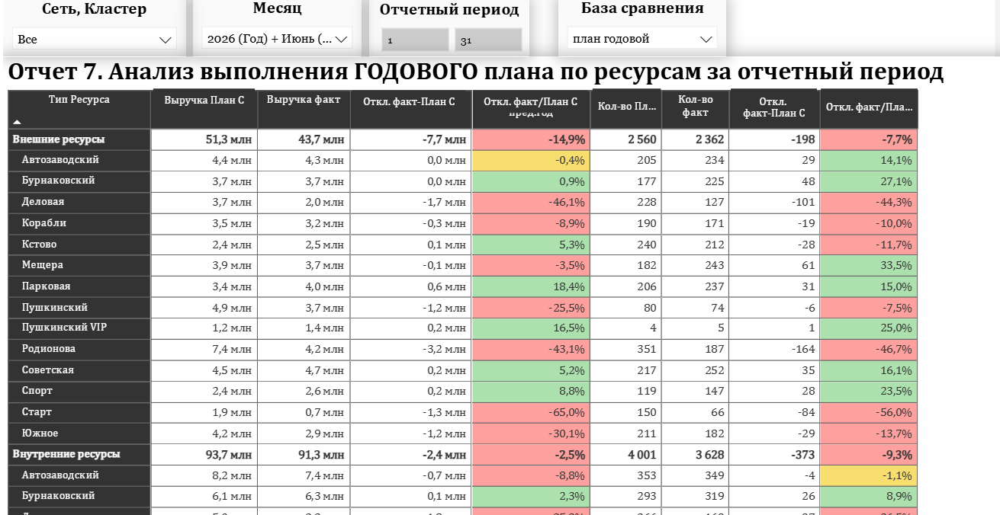 Сеть, Кластер Месяц Отчетный период База сравнения
Все 2026 (Год) + Июнь (... 1 31 план годовой
Отчет 7. Анализ выполнения ГОДОВОГО плана по ресурсам за отчетный период
Тип Ресурса Выручка План С Выручка факт Откл. факт-План С Откл. факт/План С пред.год Кол-во Пл... Кол-во факт Откл. факт-План С Откл. факт/Пла...
Внешние ресурсы 51,3 млн 43,7 млн -7,7 млн -14,9% 2 560 2 362 -198 -7,7%
Автозаводский 4,4 млн 4,3 млн 0,0 млн -0,4% 205 234 29 14,1%
Бурнаковский 3,7 млн 3,7 млн 0,0 млн 0,9% 177 225 48 27,1%
Деловая 3,7 млн 2,0 млн -1,7 млн -46,1% 228 127 -101 -44,3%
Корабли 3,5 млн 3,2 млн -0,3 млн -8,9% 190 171 -19 -10,0%
Кстово 2,4 млн 2,5 млн 0,1 млн 5,3% 240 212 -28 -11,7%
Мещера 3,9 млн 3,7 млн -0,1 млн -3,5% 182 243 61 33,5%
Парковая 3,4 млн 4,0 млн 0,6 млн 18,4% 206 237 31 15,0%
Пушкинский 4,9 млн 3,7 млн -1,2 млн -25,5% 80 74 -6 -7,5%
Пушкинский VIP 1,2 млн 1,4 млн 0,2 млн 16,5% 4 5 1 25,0%
Родионова 7,4 млн 4,2 млн -3,2 млн -43,1% 351 187 -164 -46,7%
Советская 4,5 млн 4,7 млн 0,2 млн 5,2% 217 252 35 16,1%
Спорт 2,4 млн 2,6 млн 0,2 млн 8,8% 119 147 28 23,5%
Старт 1,9 млн 0,7 млн -1,3 млн -65,0% 150 66 -84 -56,0%
Южное 4,2 млн 2,9 млн -1,2 млн -30,1% 211 182 -29 -13,7%
Внутренние ресурсы 93,7 млн 91,3 млн -2,4 млн -2,5% 4 001 3 628 -373 -9,3%
Автозаводский 8,2 млн 7,4 млн -0,7 млн -8,8% 353 349 -4 -1,1%
Бурнаковский 6,1 млн 6,3 млн 0,1 млн 2,3% 293 319 26 8,9%